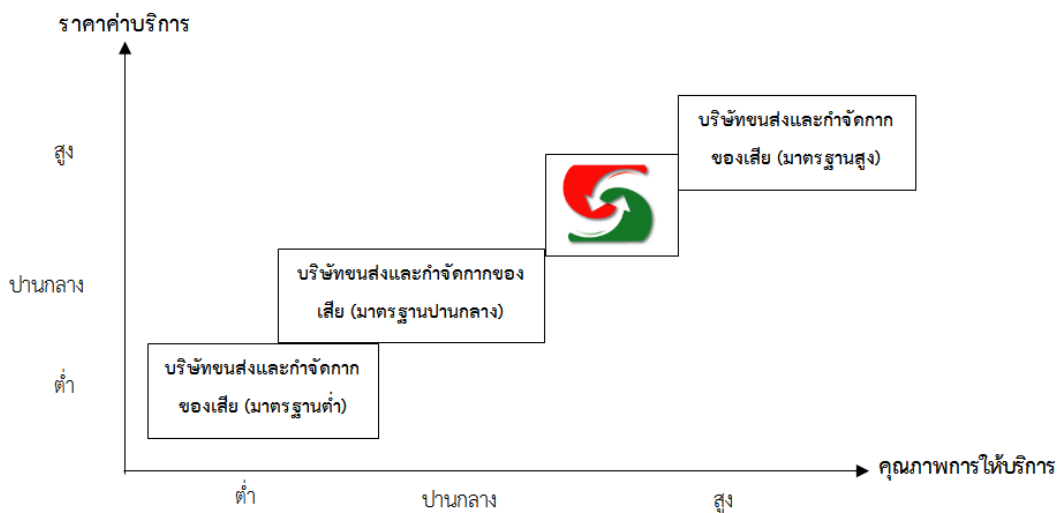 ราคาค่าบริการ
สูง
บริษัทขนส่งและกำจัดกาก
ของเสีย (มาตรฐานสูง)
ปานกลาง
บริษัทขนส่งและกำจัดกากของ
เสีย (มาตรฐานปานกลาง)
ต่ำ
บริษัทขนส่งและกำจัดกาก
ของเสีย (มาตรฐานต่ำ)
คุณภาพการให้บริการ
ต่ำ
ปานกลาง
สูง